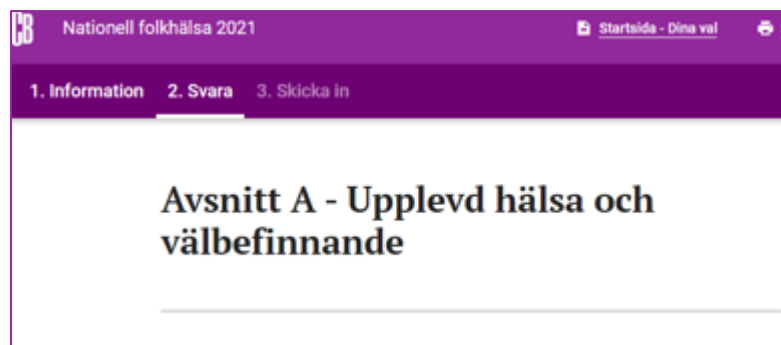 CB
Nationell folkhälsa 2021
Startsida - Dina val
1. Information 2. Svara 3. Skicka in
Avsnitt A - Upplevd hälsa och
välbefinnande